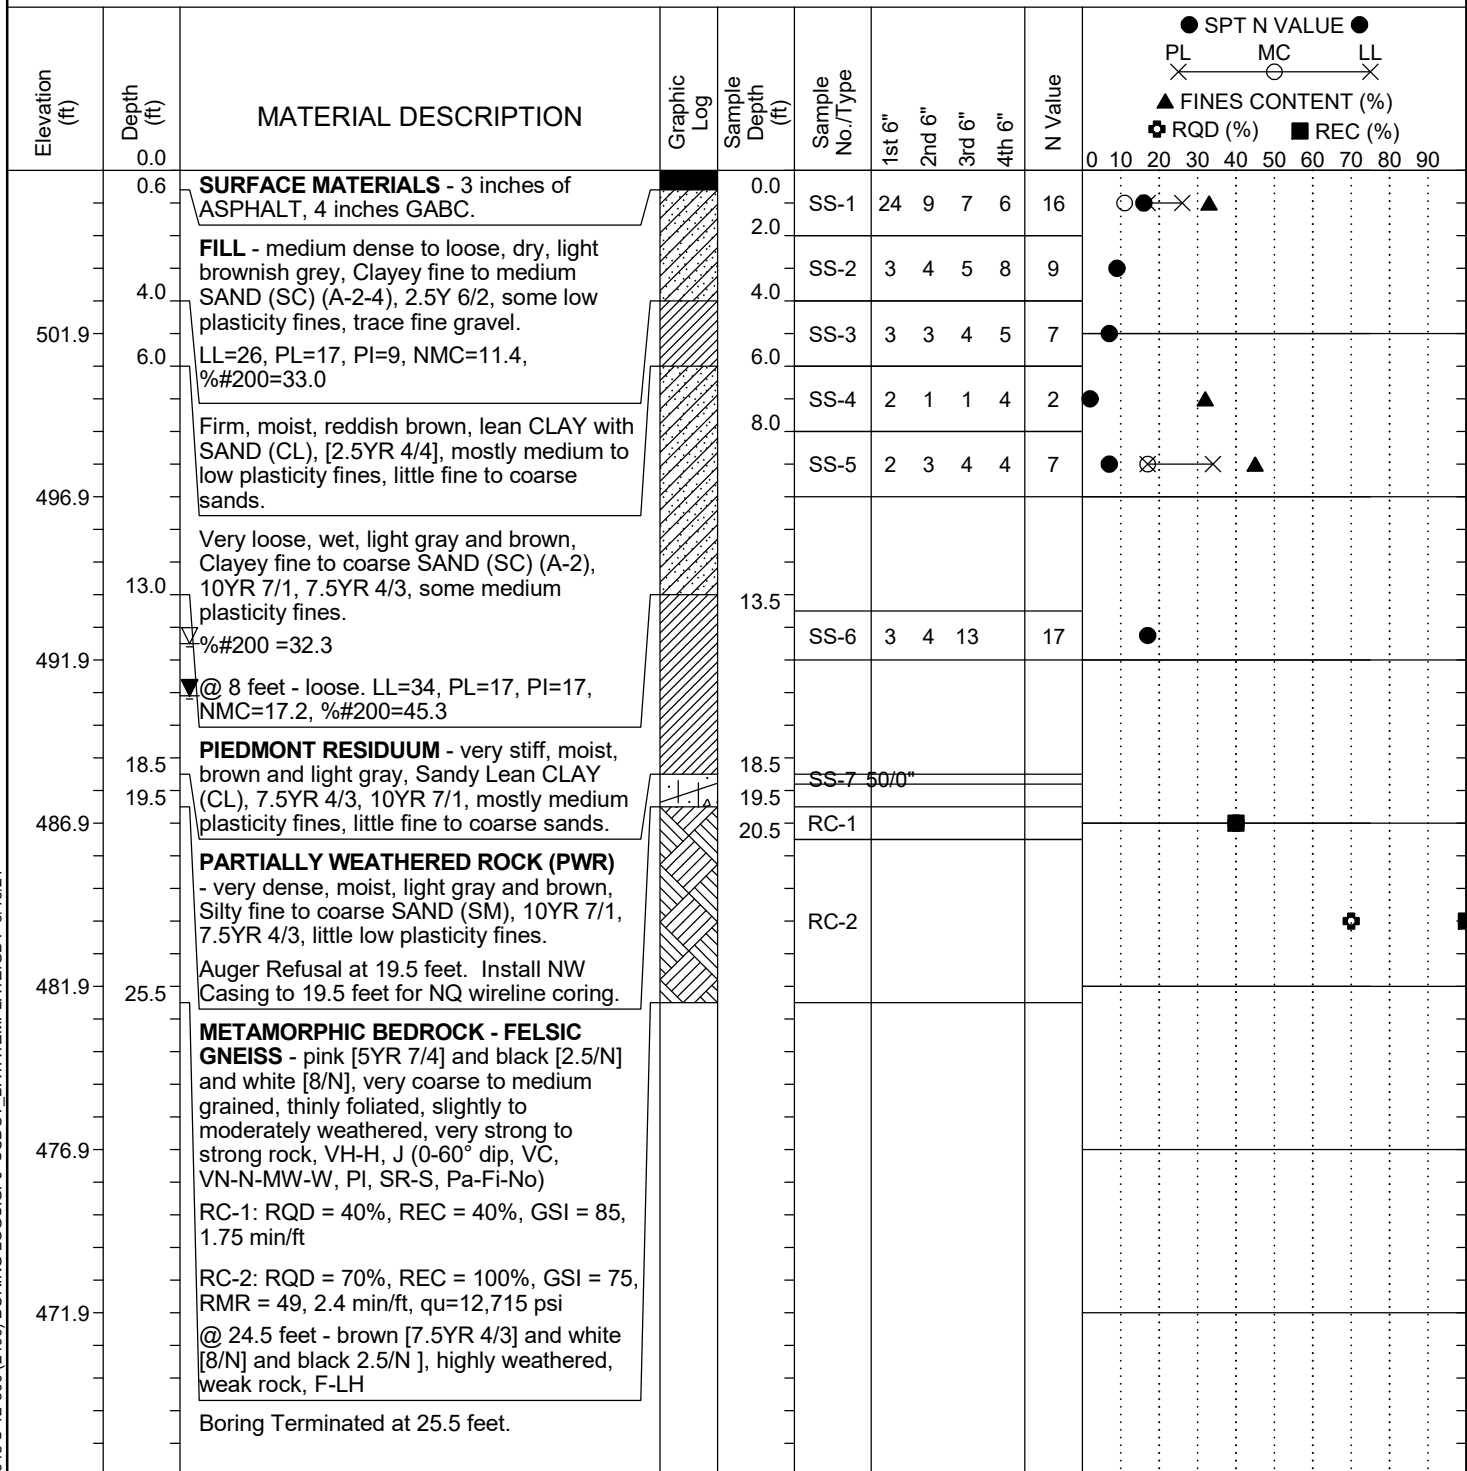 Elevation (ft)
Depth (ft)
MATERIAL DESCRIPTION
Graphic Log
Sample Depth (ft)
Sample No./Type
1st 6"
2nd 6"
3rd 6"
4th 6"
N Value
● SPT N VALUE ●
PL MC LL
▲ FINES CONTENT (%)
RQD (%) ■ REC (%)
0 10 20 30 40 50 60 70 80 90
0.0
0.6
SURFACE MATERIALS - 3 inches of
ASPHALT, 4 inches GABC.
0.0
SS-1 24 9 7 6 16
2.0
FILL - medium dense to loose, dry, light
brownish grey, Clayey fine to medium
SAND (SC) (A-2-4), 2.5Y 6/2, some low
plasticity fines, trace fine gravel.
LL=26, PL=17, PI=9, NMC=11.4,
%#200=33.0
SS-2 3 4 5 8 9
4.0
4.0
501.9
SS-3 3 3 4 5 7
6.0
6.0
SS-4 2 1 1 4 2
8.0
Firm, moist, reddish brown, lean CLAY with
SAND (CL), [2.5YR 4/4], mostly medium to
low plasticity fines, little fine to coarse
sands.
SS-5 2 3 4 4 7
496.9
Very loose, wet, light gray and brown,
Clayey fine to coarse SAND (SC) (A-2),
10YR 7/1, 7.5YR 4/3, some medium
plasticity fines.
%#200 =32.3
13.0
13.5
SS-6 3 4 13 17
491.9
@ 8 feet - loose. LL=34, PL=17, PI=17,
NMC=17.2, %#200=45.3
PIEDMONT RESIDUUM - very stiff, moist,
brown and light gray, Sandy Lean CLAY
(CL), 7.5YR 4/3, 10YR 7/1, mostly medium
plasticity fines, little fine to coarse sands.
18.5
18.5
SS-7 50/0"
19.5
19.5
486.9
20.5
RC-1
PARTIALLY WEATHERED ROCK (PWR)
- very dense, moist, light gray and brown,
Silty fine to coarse SAND (SM), 10YR 7/1,
7.5YR 4/3, little low plasticity fines.
RC-2
Auger Refusal at 19.5 feet. Install NW
Casing to 19.5 feet for NQ wireline coring.
481.9
25.5
METAMORPHIC BEDROCK - FELSIC
GNEISS - pink [5YR 7/4] and black [2.5/N]
and white [8/N], very coarse to medium
grained, thinly foliated, slightly to
moderately weathered, very strong to
strong rock, VH-H, J (0-60° dip, VC,
VN-N-MW-W, Pl, SR-S, Pa-Fi-No)
476.9
RC-1: RQD = 40%, REC = 40%, GSI = 85,
1.75 min/ft
RC-2: RQD = 70%, REC = 100%, GSI = 75,
RMR = 49, 2.4 min/ft, qu=12,715 psi
471.9
@ 24.5 feet - brown [7.5YR 4/3] and white
[8/N] and black 2.5/N ], highly weathered,
weak rock, F-LH
Boring Terminated at 25.5 feet.